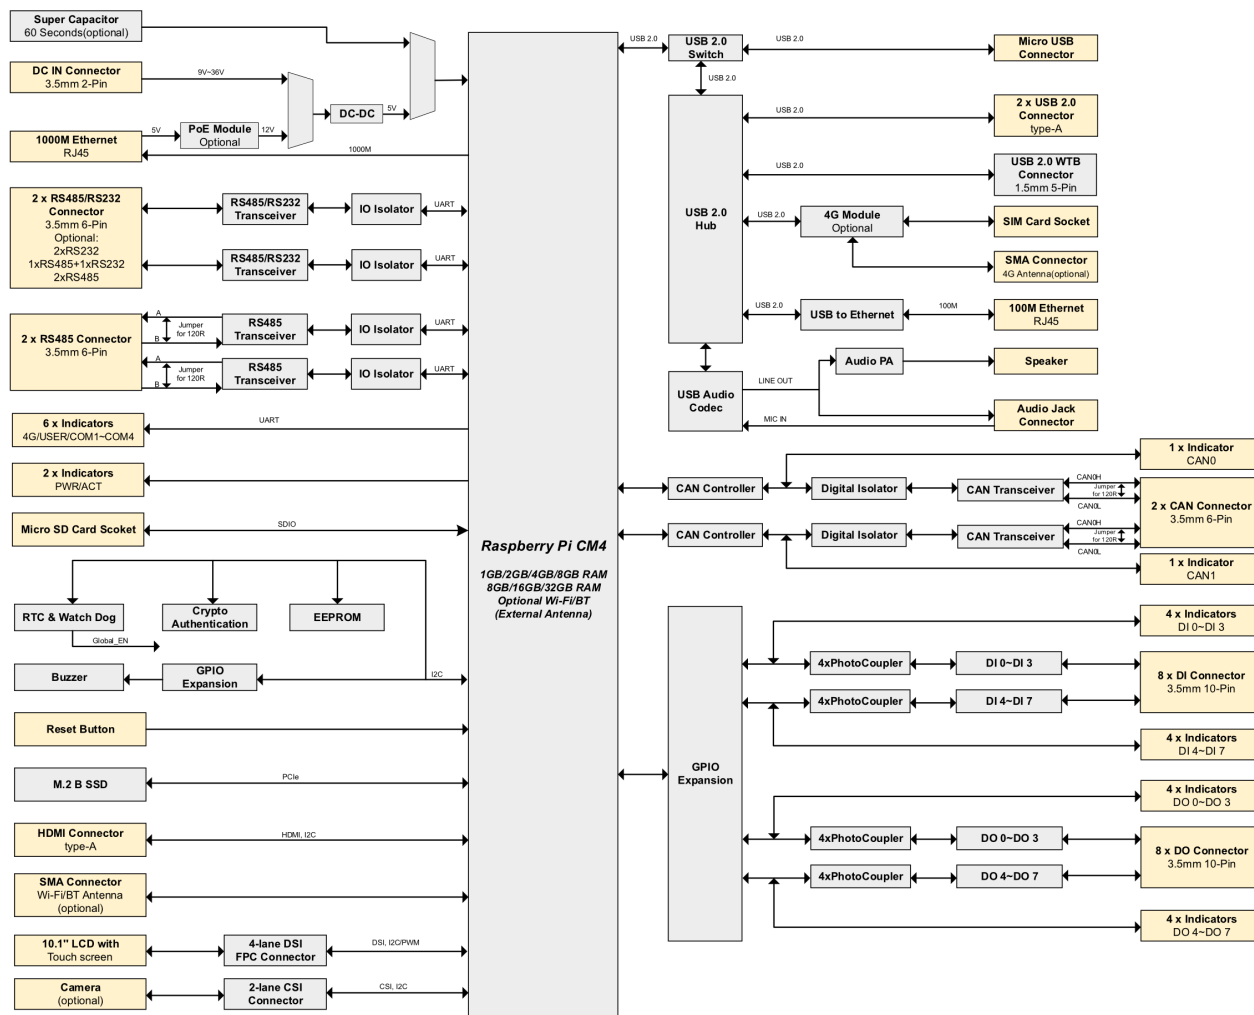 Super Capacitor
60 Seconds(optional)
DC IN Connector
3.5mm 2-Pin
9V~36V
DC-DC
5V
1000M Ethernet
RJ45
5V
PoE Module
Optional
12V
1000M
2 x RS485/RS232
Connector
3.5mm 6-Pin
Optional:
2xRS232
1xRS485+1xRS232
2xRS485
RS485/RS232
Transceiver
IO Isolator
UART
RS485/RS232
Transceiver
IO Isolator
UART
2 x RS485 Connector
3.5mm 6-Pin
A
Jumper
for 120R
B
RS485
Transceiver
IO Isolator
UART
A
Jumper
for 120R
B
RS485
Transceiver
IO Isolator
UART
6 x Indicators
4G/USER/COM1~COM4
UART
2 x Indicators
PWR/ACT
Micro SD Card Scoket
SDIO
RTC & Watch Dog
Crypto
Authentication
EEPROM
Global_EN
Buzzer
GPIO
Expansion
I2C
Reset Button
M.2 B SSD
PCIe
HDMI Connector
type-A
HDMI, I2C
SMA Connector
Wi-Fi/BT Antenna
(optional)
10.1" LCD with
Touch screen
4-lane DSI
FPC Connector
DSI, I2C/PWM
Camera
(optional)
2-lane CSI
Connector
CSI, I2C
Raspberry Pi CM4
1GB/2GB/4GB/8GB RAM
8GB/16GB/32GB RAM
Optional Wi-Fi/BT
(External Antenna)
USB 2.0
USB 2.0
Switch
USB 2.0
Micro USB
Connector
USB 2.0
USB 2.0
Hub
USB 2.0
2 x USB 2.0
Connector
type-A
USB 2.0
USB 2.0 WTB
Connector
1.5mm 5-Pin
USB 2.0
4G Module
Optional
SIM Card Socket
SMA Connector
4G Antenna(optional)
USB 2.0
USB to Ethernet
100M
100M Ethernet
RJ45
USB Audio
Codec
LINE OUT
Audio PA
Speaker
MIC IN
Audio Jack
Connector
1 x Indicator
CAN0
CAN Controller
Digital Isolator
CAN Transceiver
CAN0H
Jumper
for 120R
CAN0L
2 x CAN Connector
3.5mm 6-Pin
CAN Controller
Digital Isolator
CAN Transceiver
CAN0H
Jumper
for 120R
CAN0L
1 x Indicator
CAN1
GPIO
Expansion
4 x Indicators
DI 0~DI 3
4xPhotoCoupler
DI 0~DI 3
8 x DI Connector
3.5mm 10-Pin
4xPhotoCoupler
DI 4~DI 7
4 x Indicators
DI 4~DI 7
4 x Indicators
DO 0~DO 3
4xPhotoCoupler
DO 0~DO 3
8 x DO Connector
3.5mm 10-Pin
4xPhotoCoupler
DO 4~DO 7
4 x Indicators
DO 4~DO 7